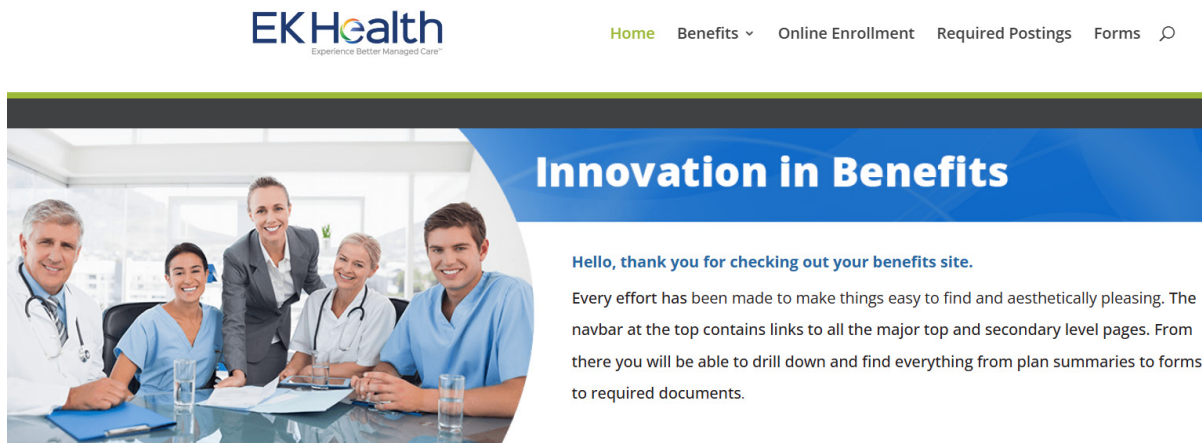 EK Health
Experience Better Managed Care™
Home Benefits Online Enrollment Required Postings Forms
Innovation in Benefits
Hello, thank you for checking out your benefits site.
Every effort has been made to make things easy to find and aesthetically pleasing. The
navbar at the top contains links to all the major top and secondary level pages. From
there you will be able to drill down and find everything from plan summaries to forms
to required documents.